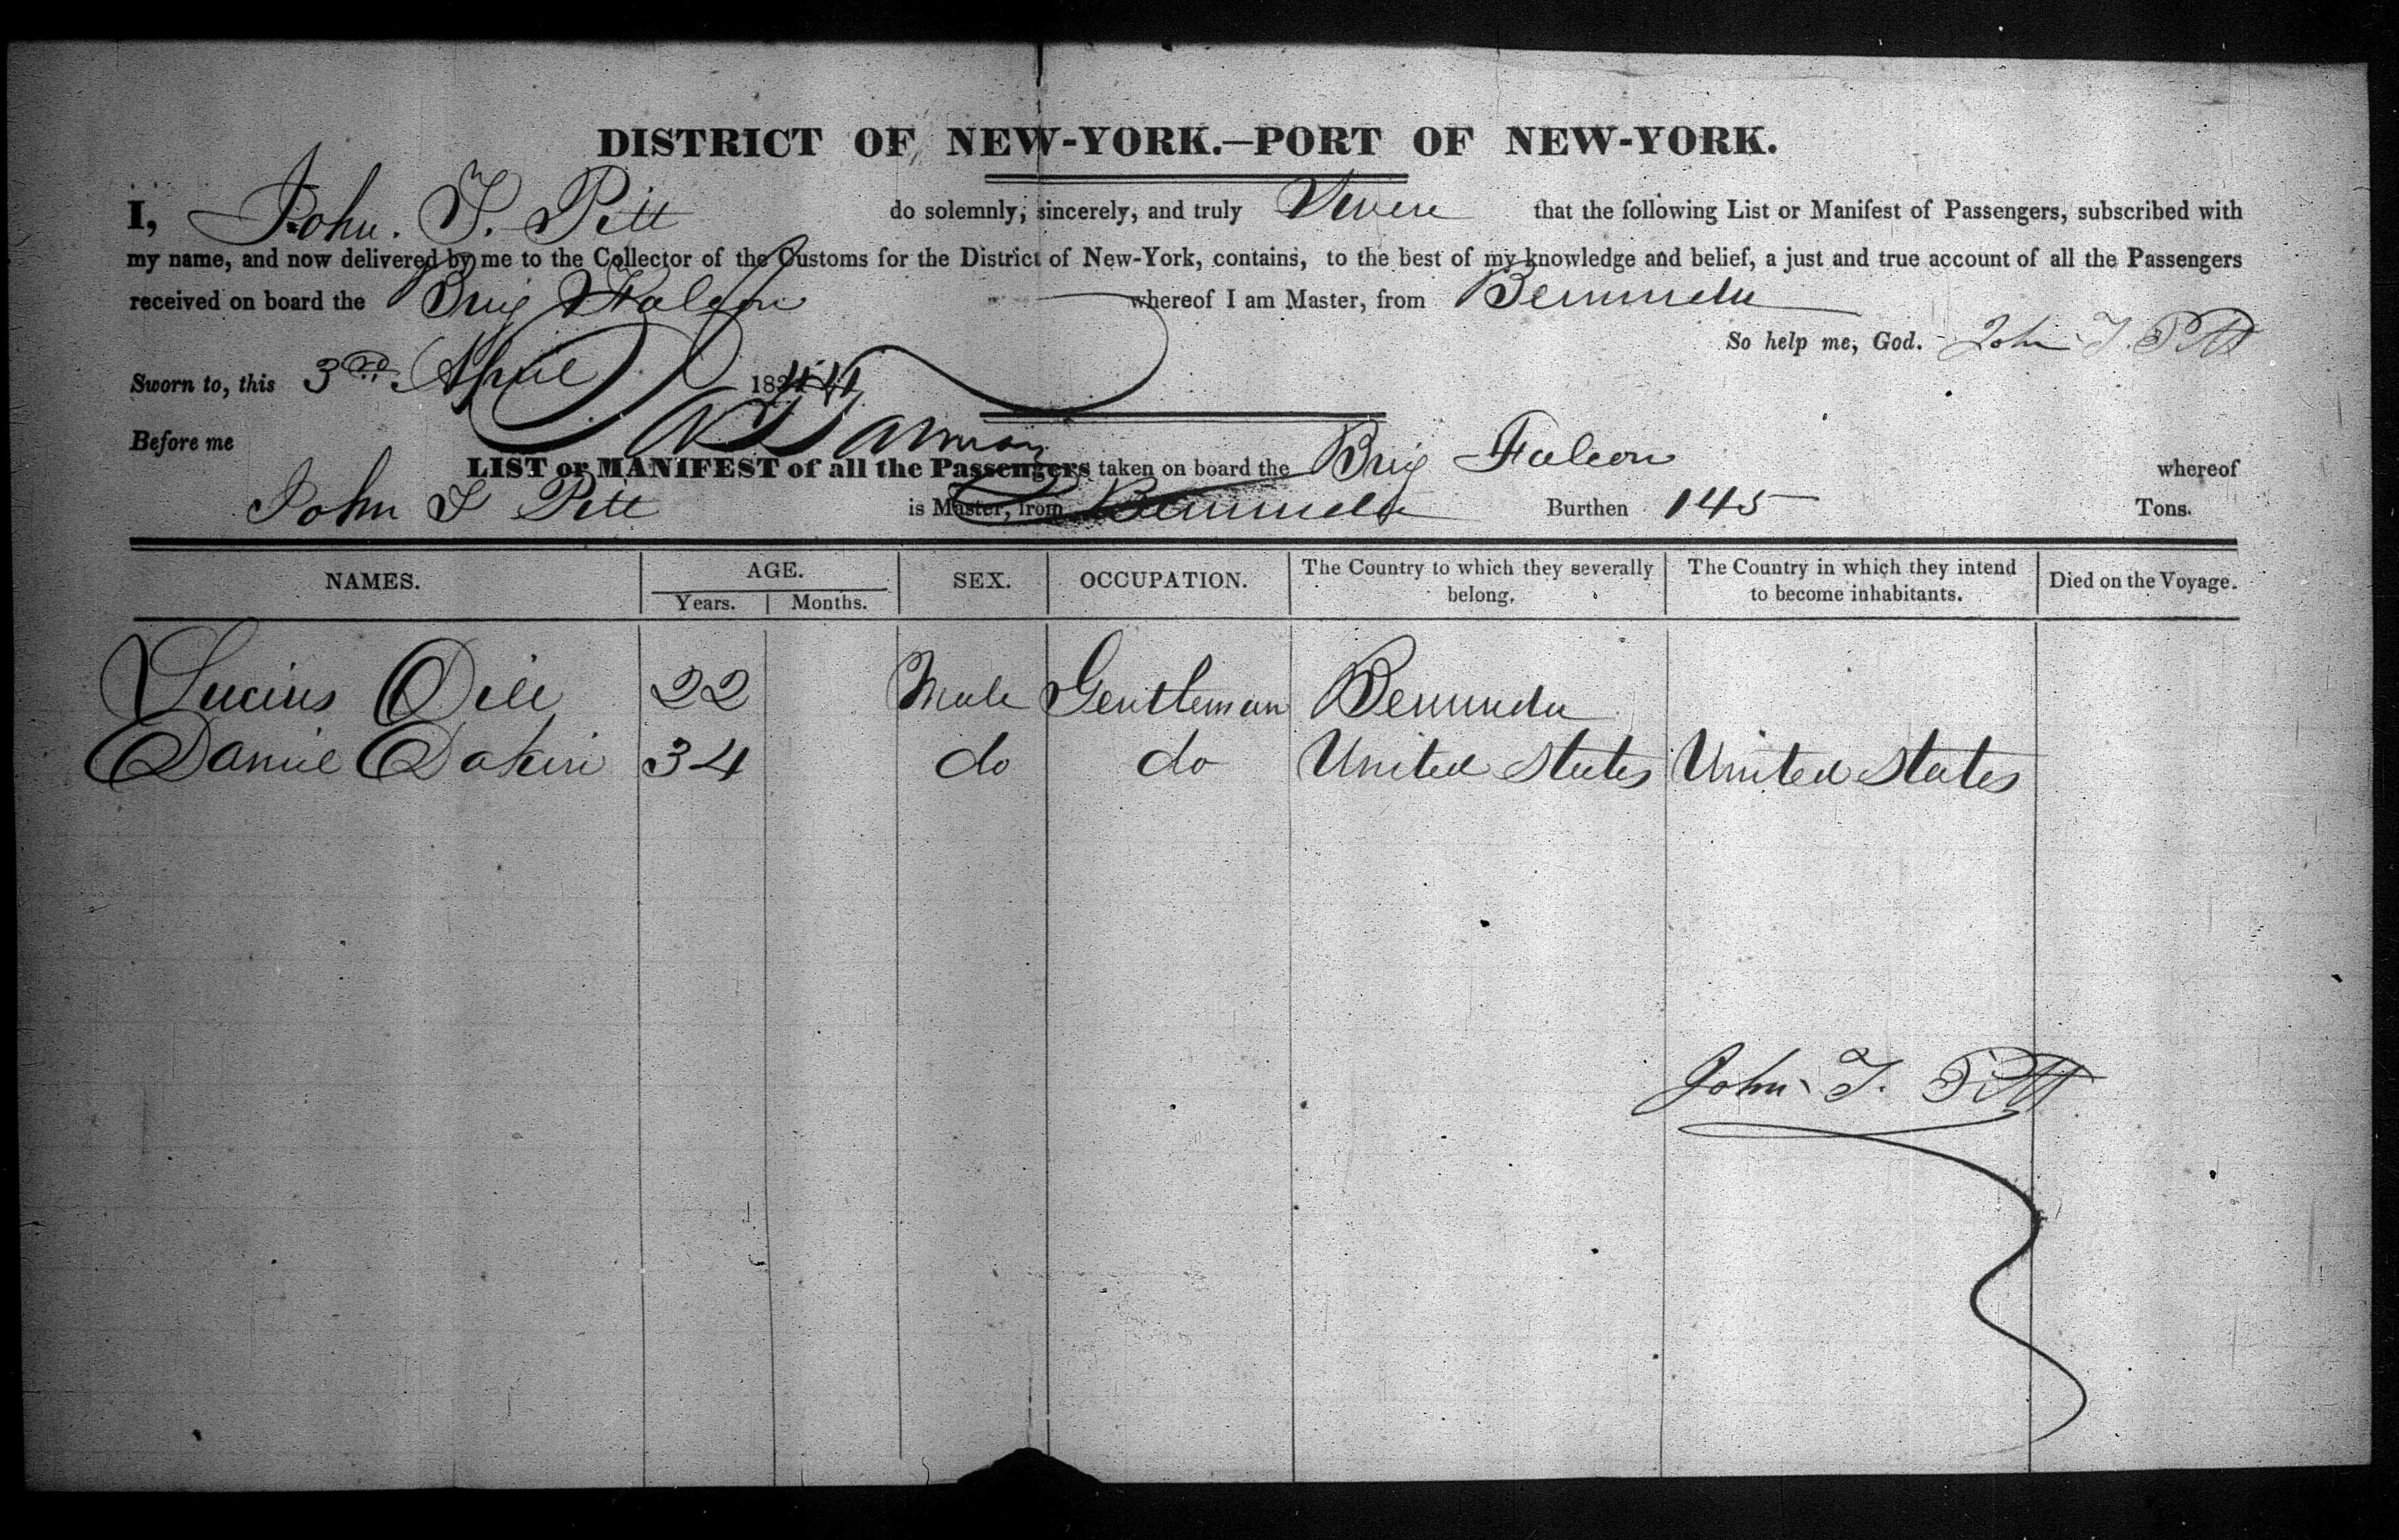 DISTRICT OF NEW-YORK.—PORT OF NEW-YORK.
I, John. T. Pitt do solemnly, sincerely, and truly Swere that the following List or Manifest of Passengers, subscribed with
my name, and now delivered by me to the Collector of the Customs for the District of New-York, contains, to the best of my knowledge and belief, a just and true account of all the Passengers
received on board the Brig Falcon whereof I am Master, from Bermuda
So help me, God. John T. Pitt
Sworn to, this 3rd April 1844
Before me
LIST or MANIFEST of all the Passengers taken on board the Brig Falcon whereof
John T Pitt is Master, from Bermuda Burthen 145 Tons.
NAMES. AGE. SEX. OCCUPATION. The Country to which they severally belong. The Country in which they intend to become inhabitants. Died on the Voyage.
Years. Months.
Lucius Dill 22 Male Gentleman Bermuda
Daniel Dakin 34 do do United States United States
John T. Pitt